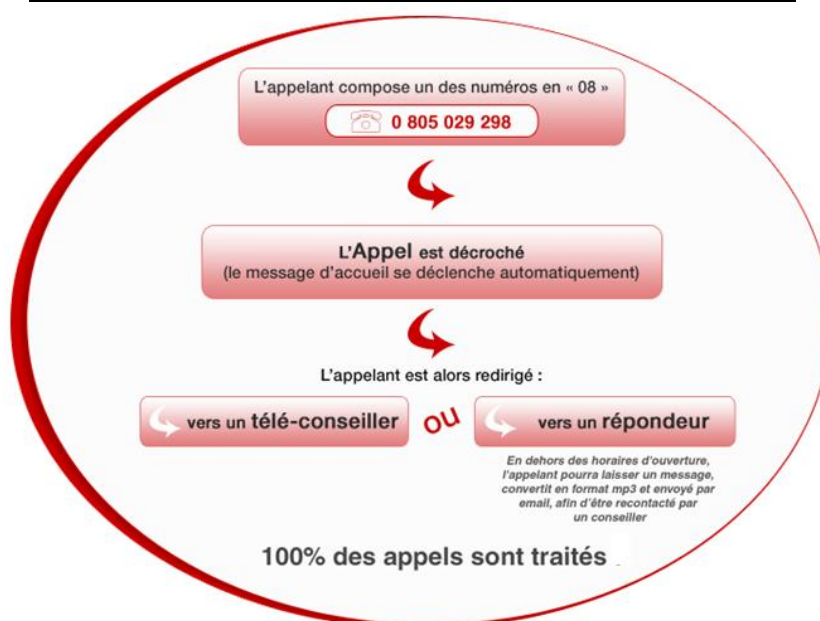 L'appelant compose un des numéros en « 08 »
0 805 029 298
L'Appel est décroché
(le message d'accueil se déclenche automatiquement)
L'appelant est alors redirigé :
vers un télé-conseiller
ou
vers un répondeur
En dehors des horaires d'ouverture,
l'appelant pourra laisser un message,
convertit en format mp3 et envoyé par
email, afin d'être recontacté par
un conseiller
100% des appels sont traités